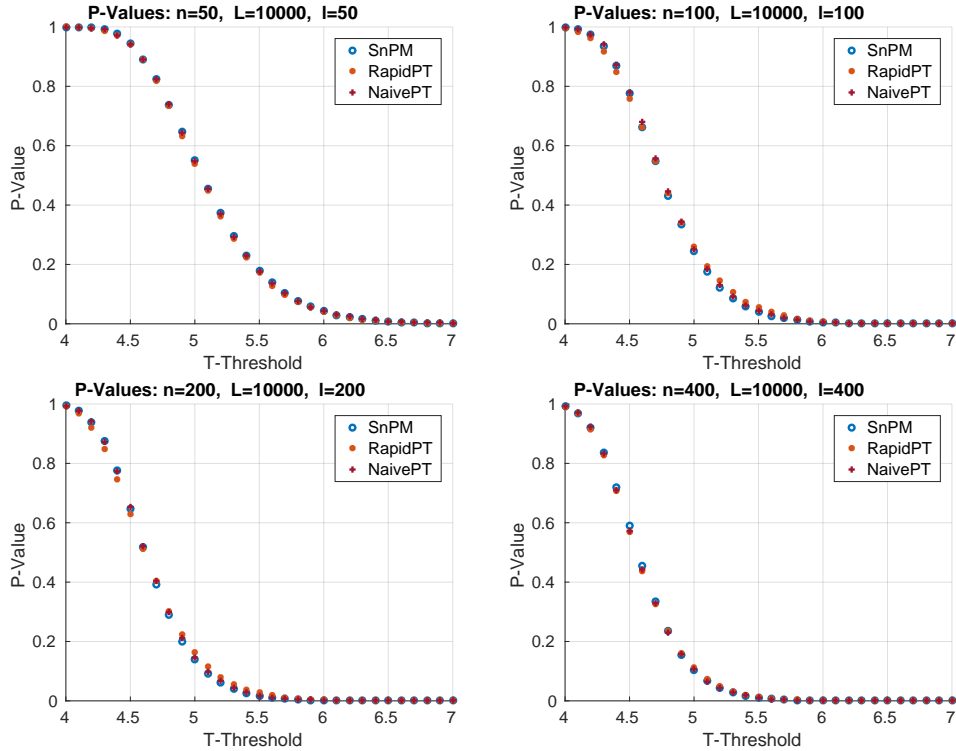 P-Values: n=50, L=10000, l=50
1
0.8
0.6
0.4
0.2
0
P-Value
4
4.5
5
5.5
6
6.5
7
T-Threshold
SnPM
RapidPT
NaivePT
P-Values: n=100, L=10000, l=100
1
0.8
0.6
0.4
0.2
0
P-Value
4
4.5
5
5.5
6
6.5
7
T-Threshold
SnPM
RapidPT
NaivePT
P-Values: n=200, L=10000, l=200
1
0.8
0.6
0.4
0.2
0
P-Value
4
4.5
5
5.5
6
6.5
7
T-Threshold
SnPM
RapidPT
NaivePT
P-Values: n=400, L=10000, l=400
1
0.8
0.6
0.4
0.2
0
P-Value
4
4.5
5
5.5
6
6.5
7
T-Threshold
SnPM
RapidPT
NaivePT